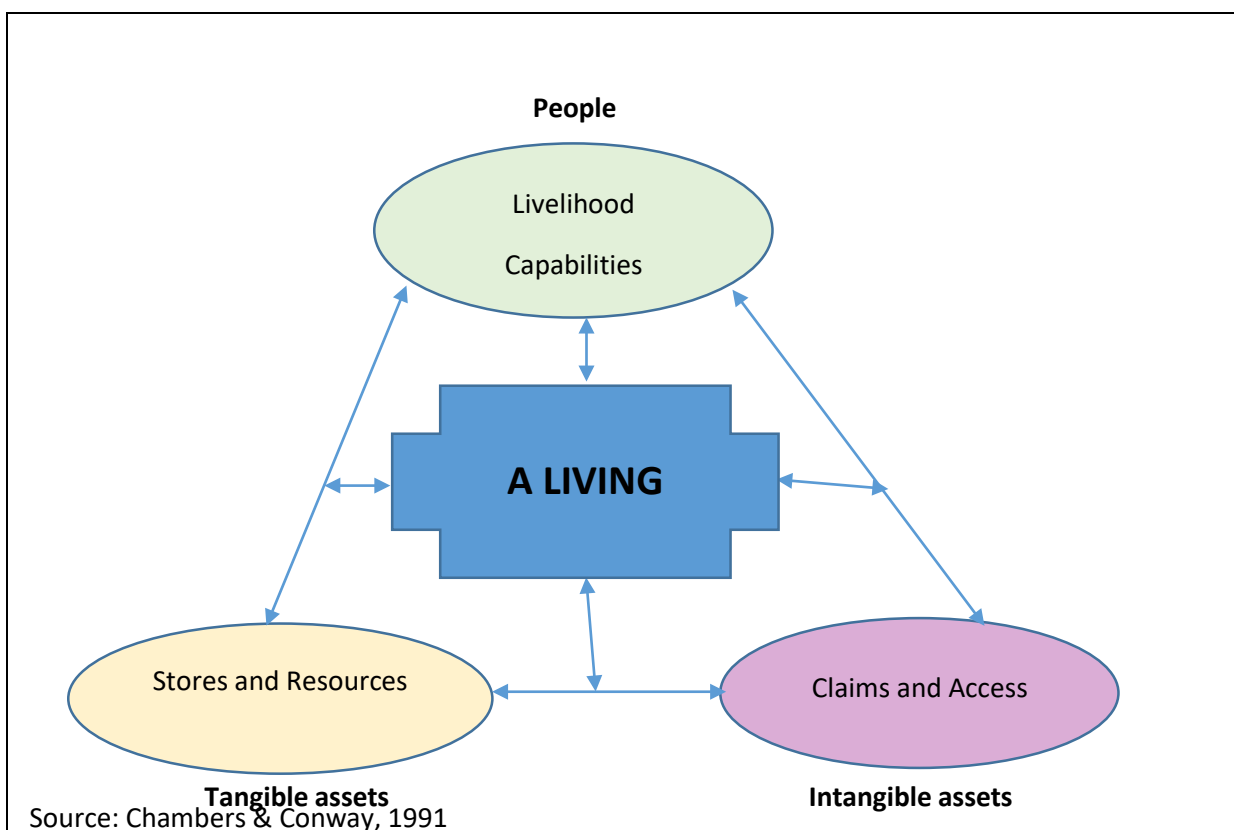 People
Livelihood
Capabilities
A LIVING
Stores and Resources
Claims and Access
Tangible assets
Intangible assets
Source: Chambers & Conway, 1991